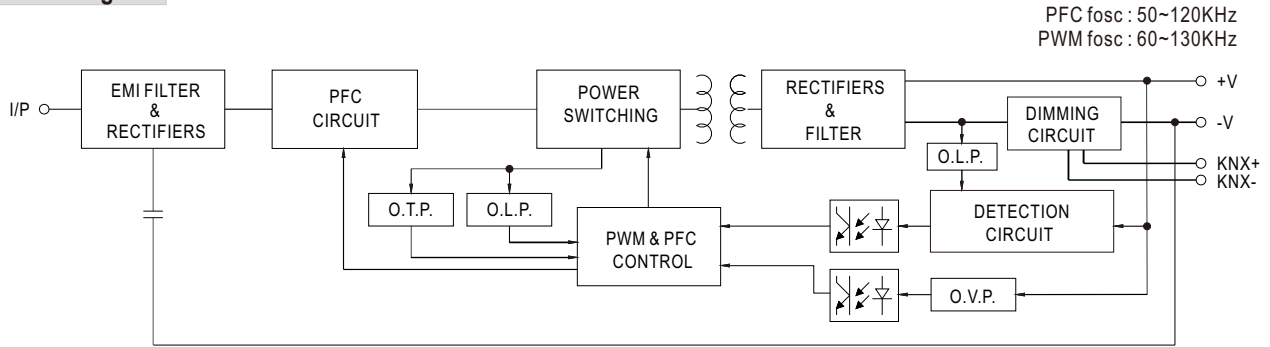 PFC fosc : 50~120KHz
PWM fosc : 60~130KHz
I/P
EMI FILTER
&
RECTIFIERS
PFC
CIRCUIT
POWER
SWITCHING
RECTIFIERS
&
FILTER
DIMMING
CIRCUIT
+V
-V
KNX+
KNX-
O.L.P.
O.T.P.
O.L.P.
PWM & PFC
CONTROL
DETECTION
CIRCUIT
O.V.P.